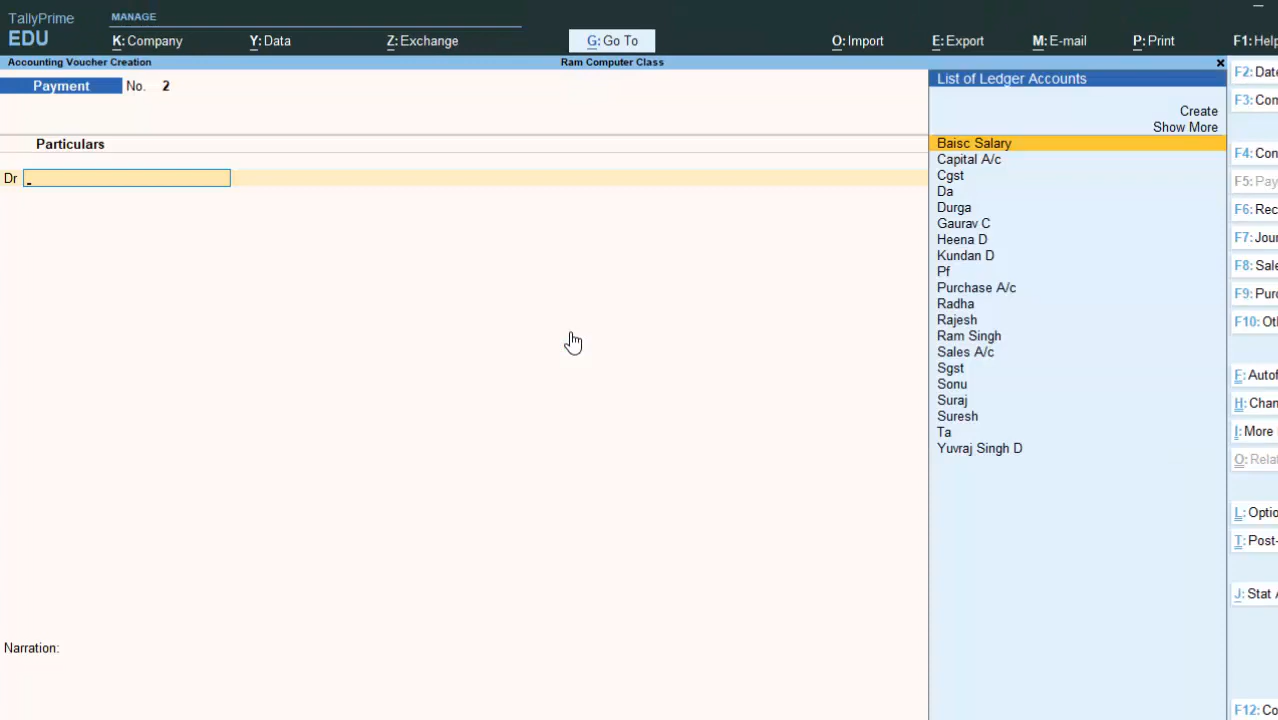 TallyPrime
EDU
MANAGE
K: Company
Y: Data
Z: Exchange
G: Go To
O: Import
E: Export
M: E-mail
P: Print
F1: Help
Accounting Voucher Creation
Ram Computer Class
Payment No. 2
Particulars
Dr
Narration:
List of Ledger Accounts
Create
Show More
Baisc Salary
Capital A/c
Cgst
Da
Durga
Gaurav C
Heena D
Kundan D
Pf
Purchase A/c
Radha
Rajesh
Ram Singh
Sales A/c
Sgst
Sonu
Suraj
Suresh
Ta
Yuvraj Singh D
F2: Dat
F3: Com
F4: Con
F5: Pay
F6: Rec
F7: Jou
F8: Sale
F9: Pur
F10: Ot
F: Autof
H: Chan
I: More
O: Rela
L: Optio
T: Post-
J: Stat A
F12: Co